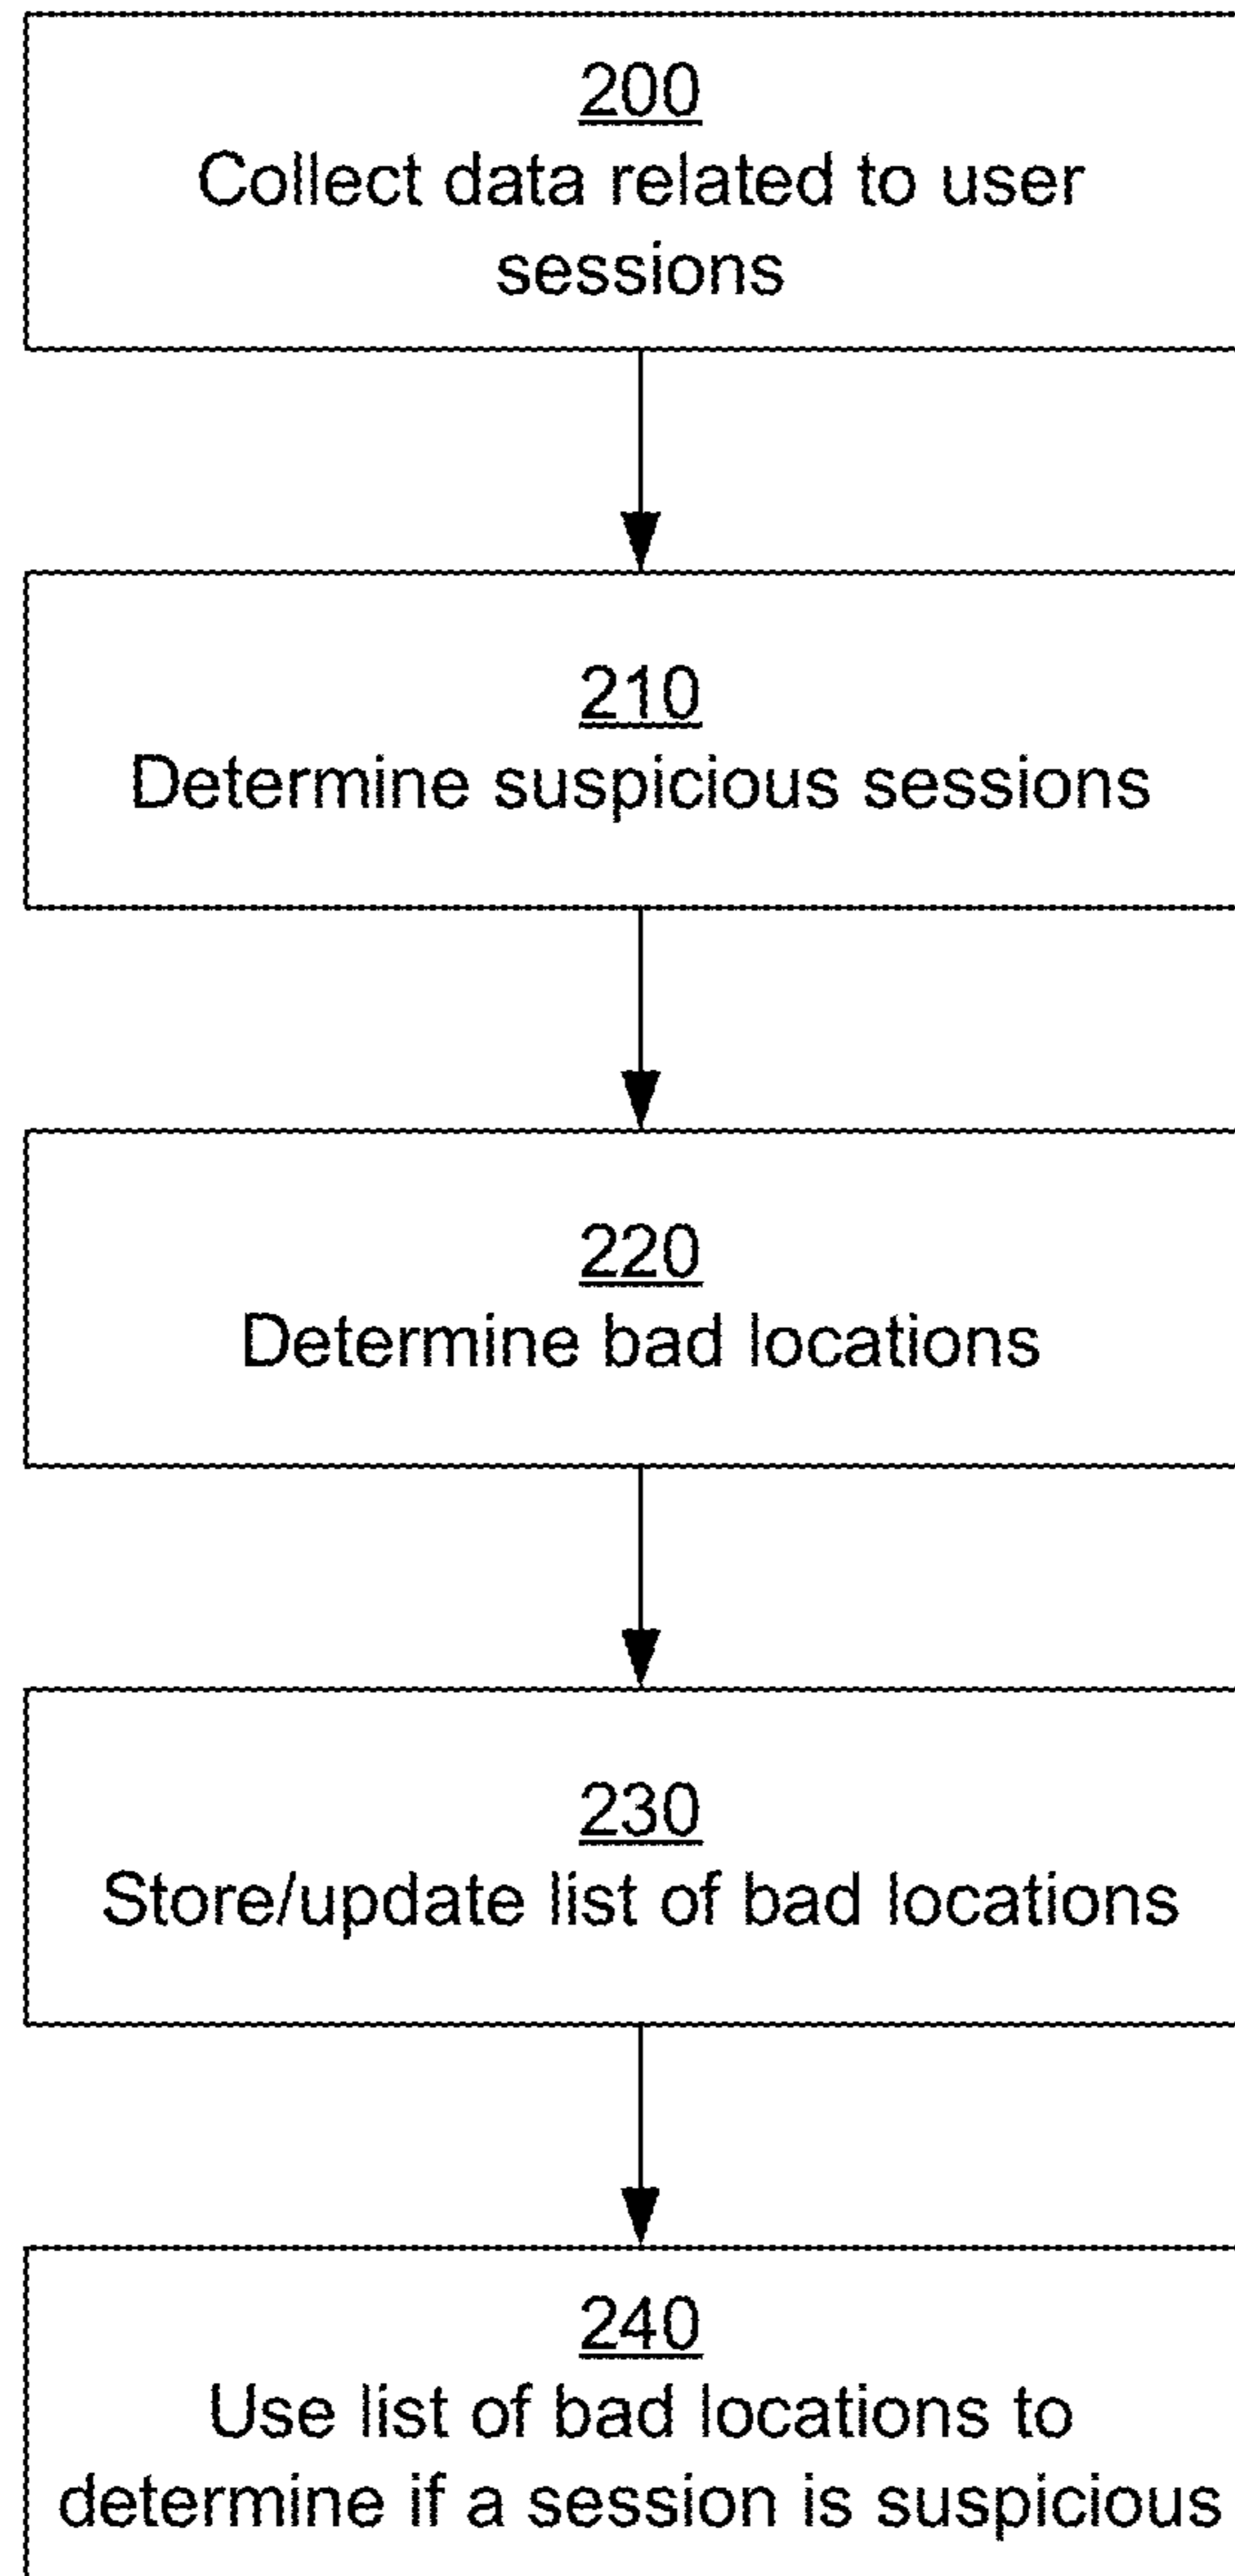 200
Collect data related to user
sessions
210
Determine suspicious sessions
220
Determine bad locations
230
Store/update list of bad locations
240
Use list of bad locations to
determine if a session is suspicious